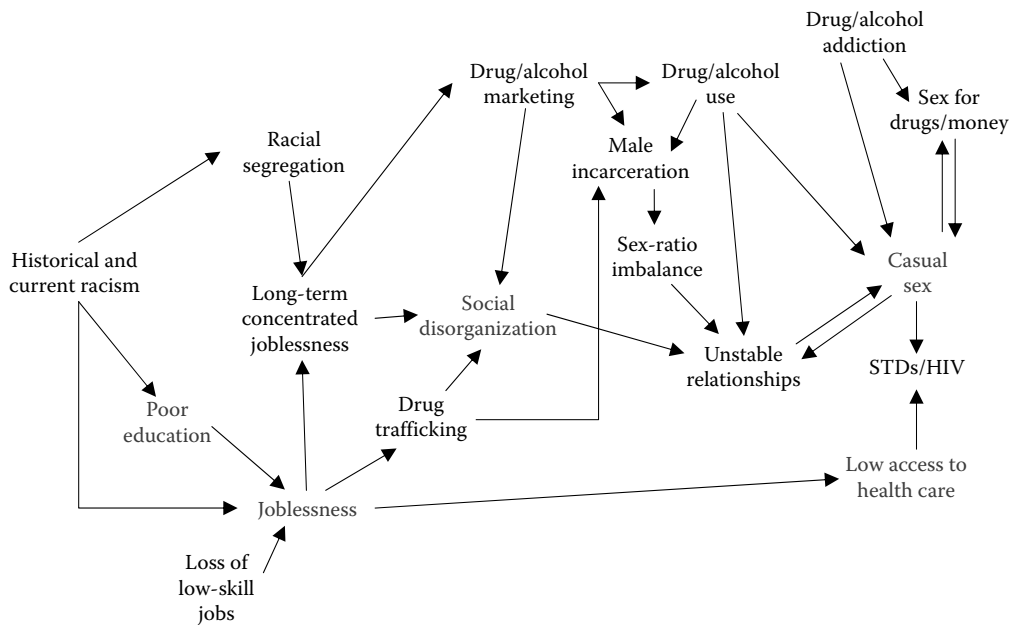 Drug/alcohol
addiction
Drug/alcohol
marketing
Drug/alcohol
use
Sex for
drugs/money
Racial
segregation
Male
incarceration
Historical and
current racism
Sex-ratio
imbalance
Casual
sex
Long-term
concentrated
joblessness
Social
disorganization
Unstable
relationships
STDs/HIV
Poor
education
Drug
trafficking
Low access to
health care
Joblessness
Loss of
low-skill
jobs